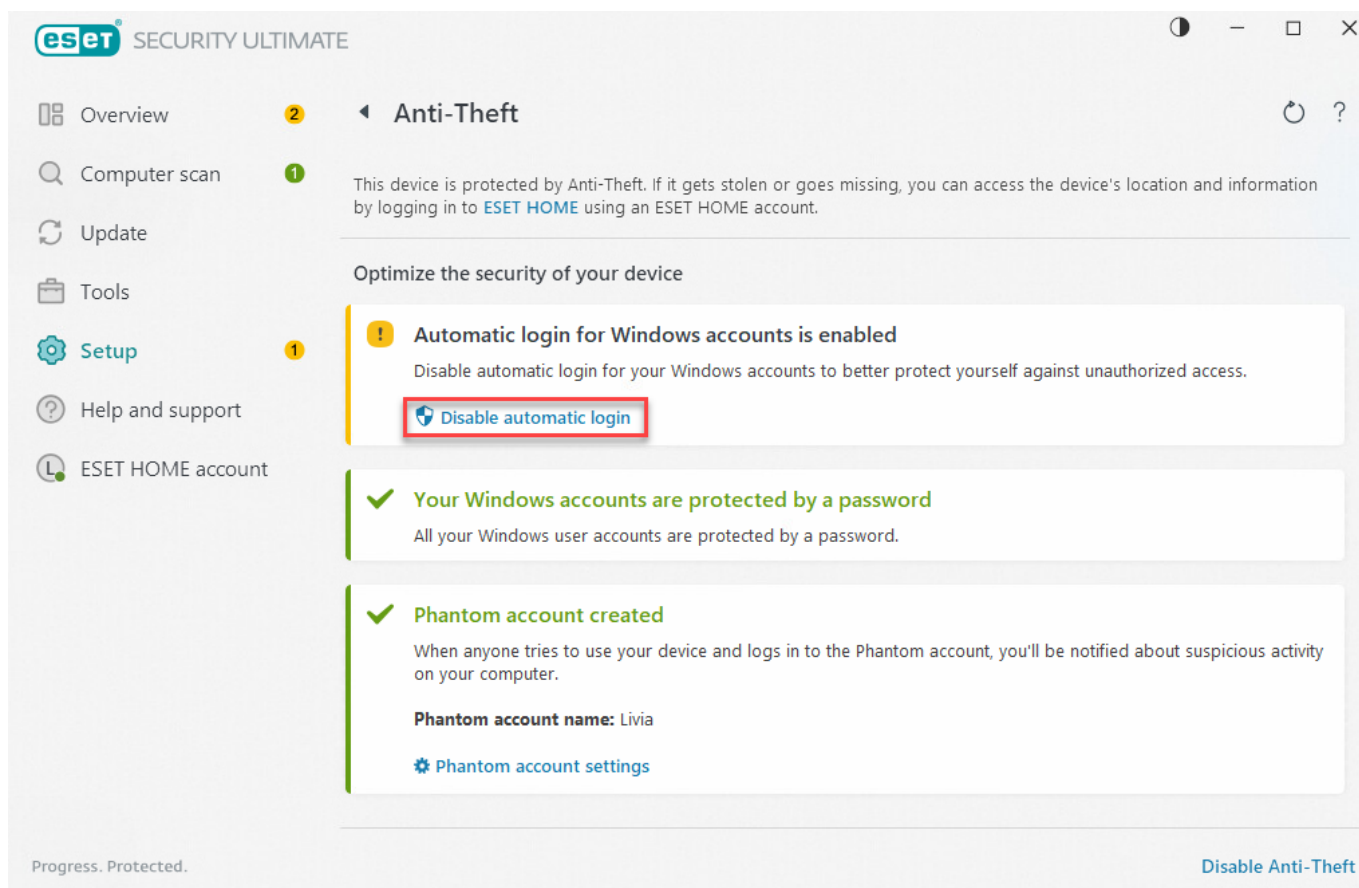 eset® SECURITY ULTIMATE
Overview 2
Computer scan 1
Update
Tools
Setup 1
Help and support
L ESET HOME account
Anti-Theft ?
This device is protected by Anti-Theft. If it gets stolen or goes missing, you can access the device's location and information
by logging in to ESET HOME using an ESET HOME account.
Optimize the security of your device
! Automatic login for Windows accounts is enabled
Disable automatic login for your Windows accounts to better protect yourself against unauthorized access.
Disable automatic login
Your Windows accounts are protected by a password
All your Windows user accounts are protected by a password.
Phantom account created
When anyone tries to use your device and logs in to the Phantom account, you'll be notified about suspicious activity
on your computer.
Phantom account name: Livia
Phantom account settings
Progress. Protected.
Disable Anti-Theft